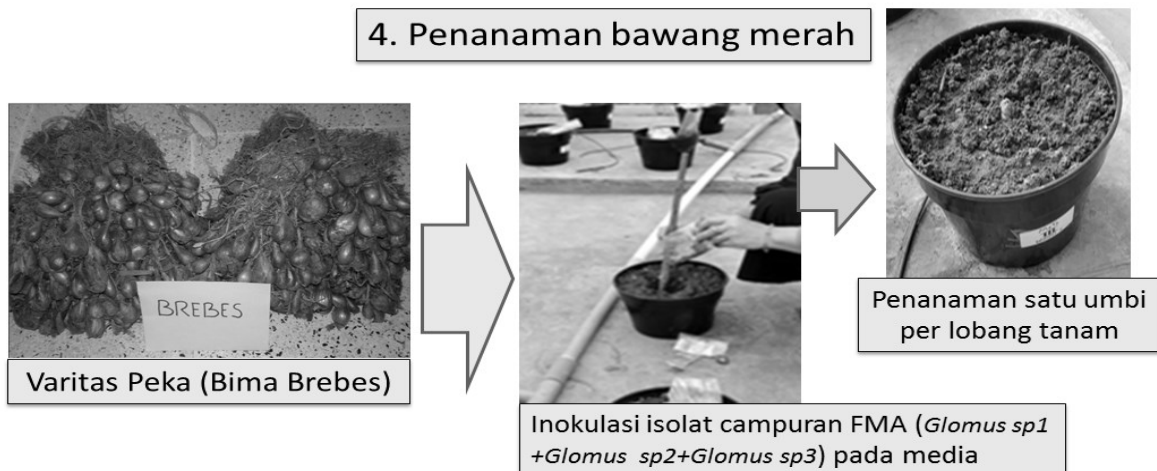 4. Penanaman bawang merah
BREBES
Varitas Peka (Bima Brebes)
Inokulasi isolat campuran FMA (Glomus sp1
+Glomus sp2+Glomus sp3) pada media
Penanaman satu umbi
per lobang tanam